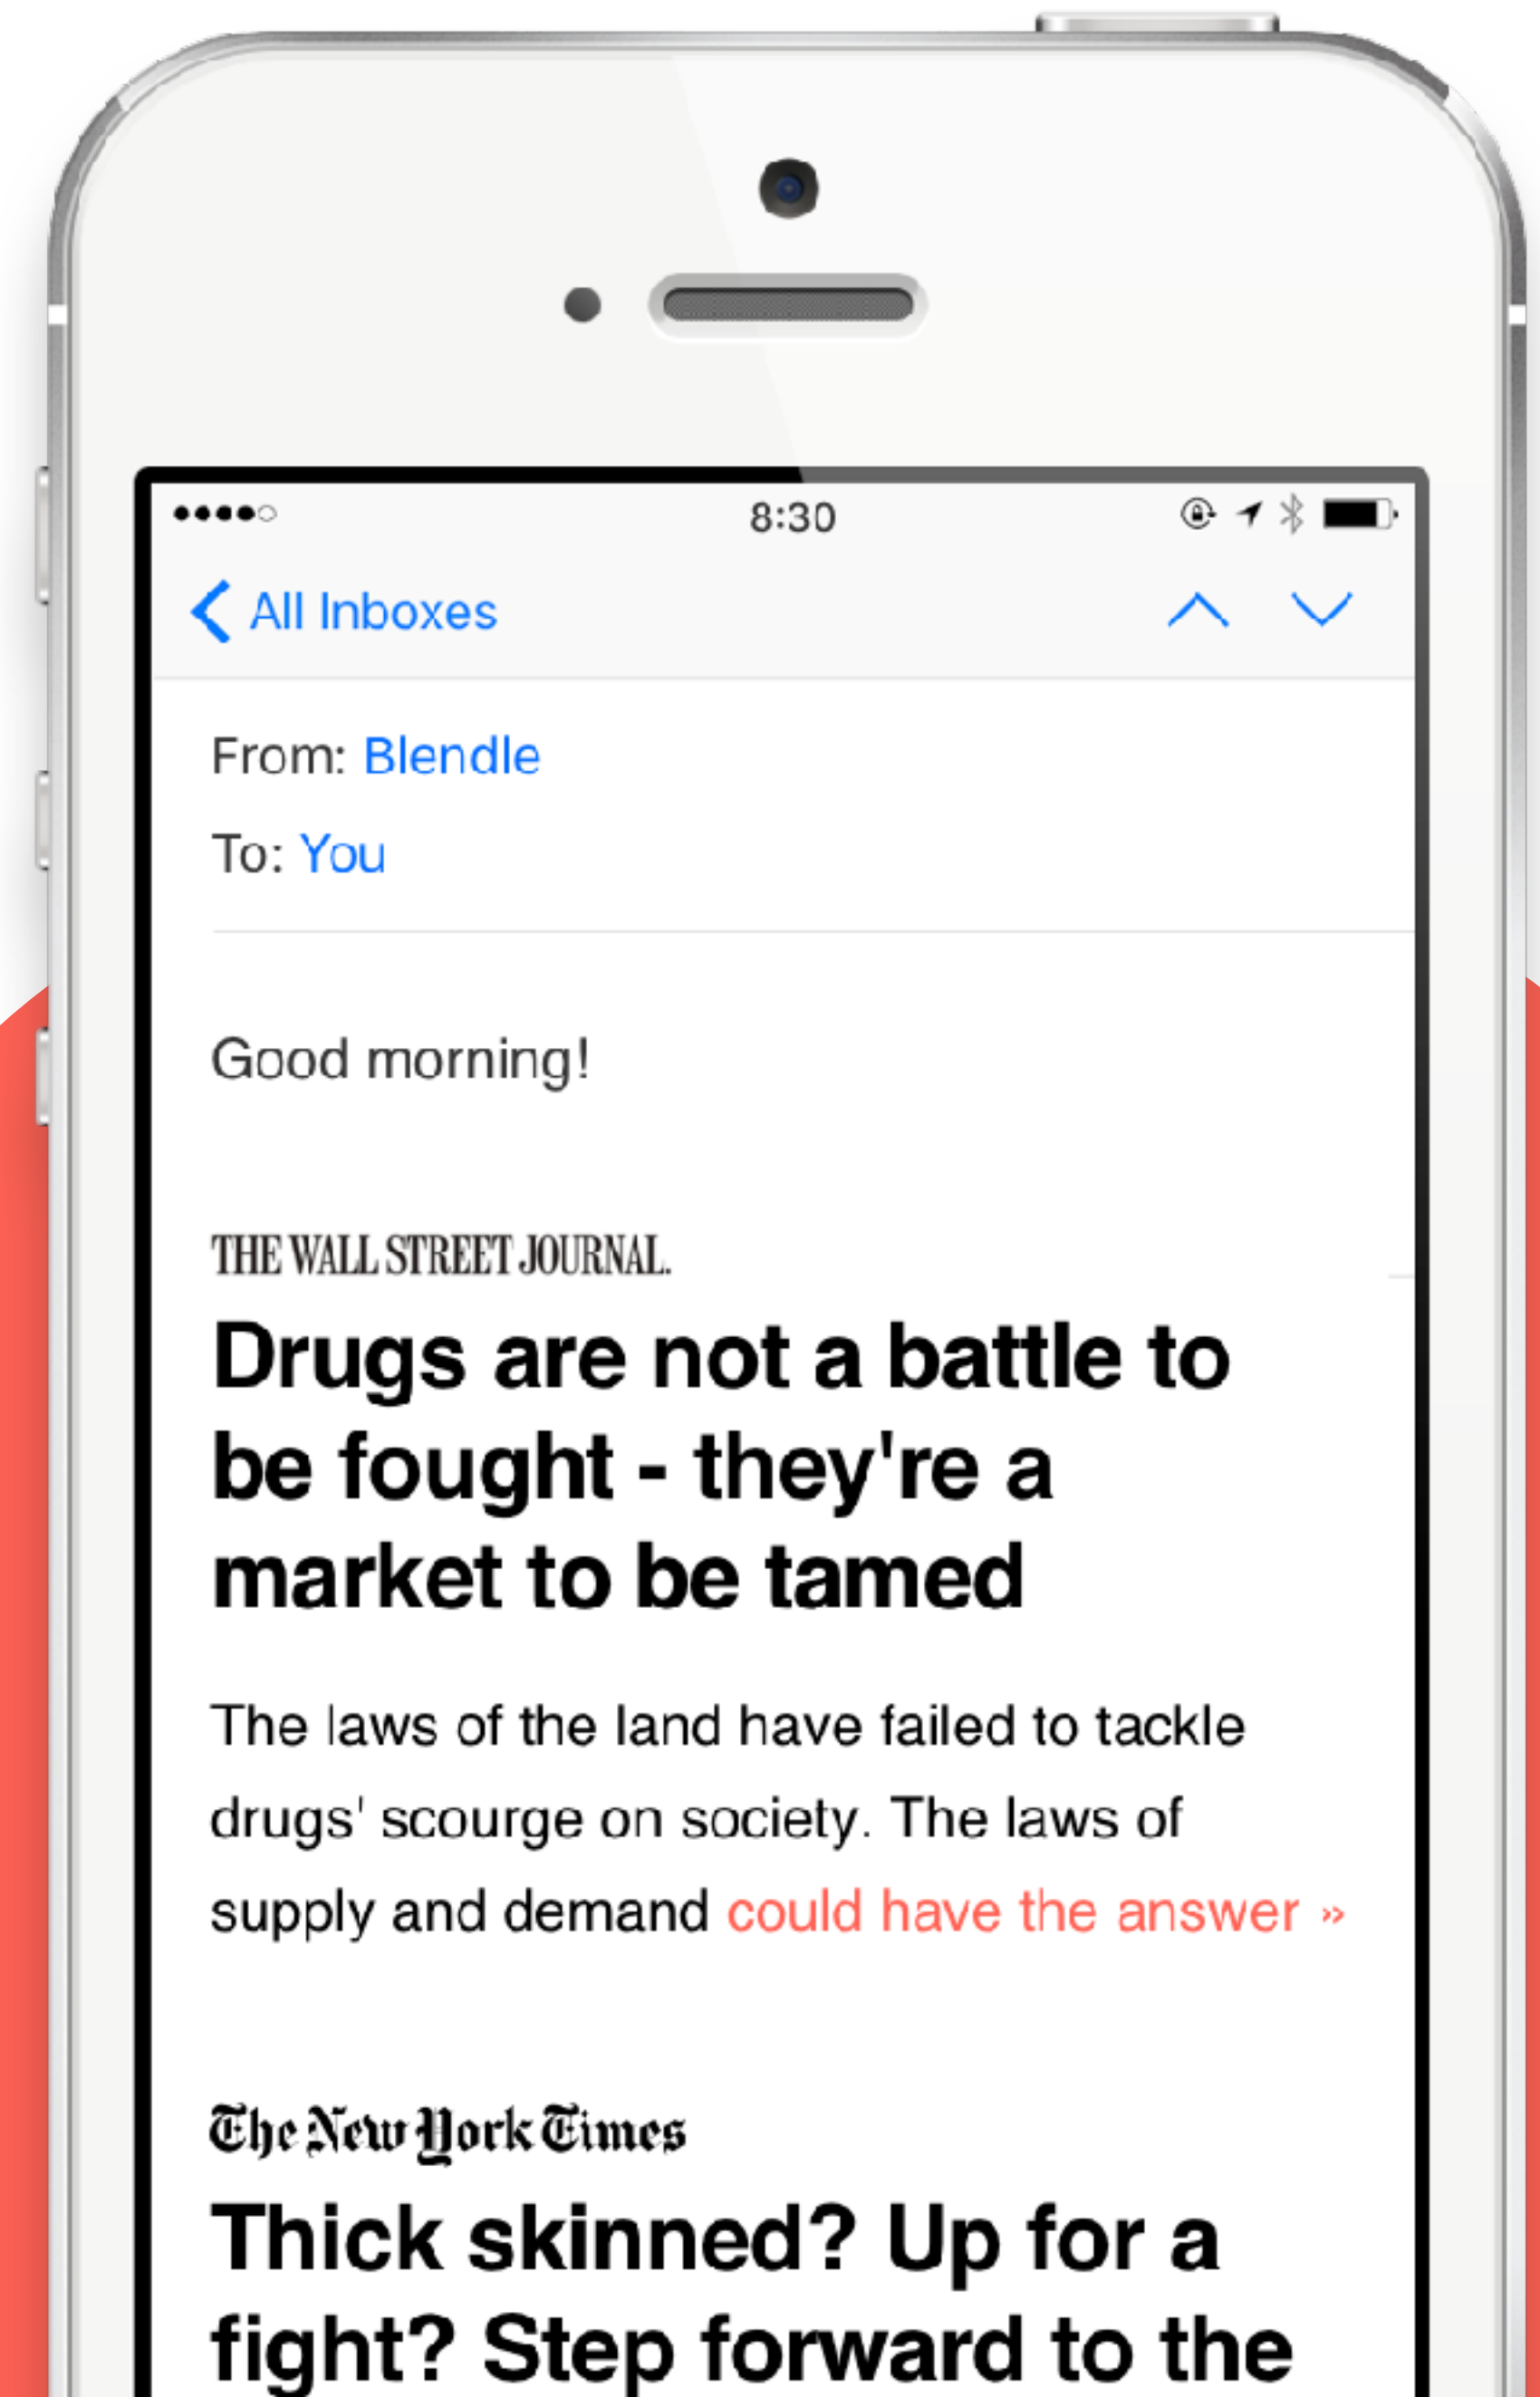 8:30
All Inboxes
From: Blendle
To: You
Good morning!
THE WALL STREET JOURNAL.
Drugs are not a battle to
be fought - they're a
market to be tamed
The laws of the land have failed to tackle
drugs' scourge on society. The laws of
supply and demand could have the answer »
The New York Times
Thick skinned? Up for a
fight? Step forward to the